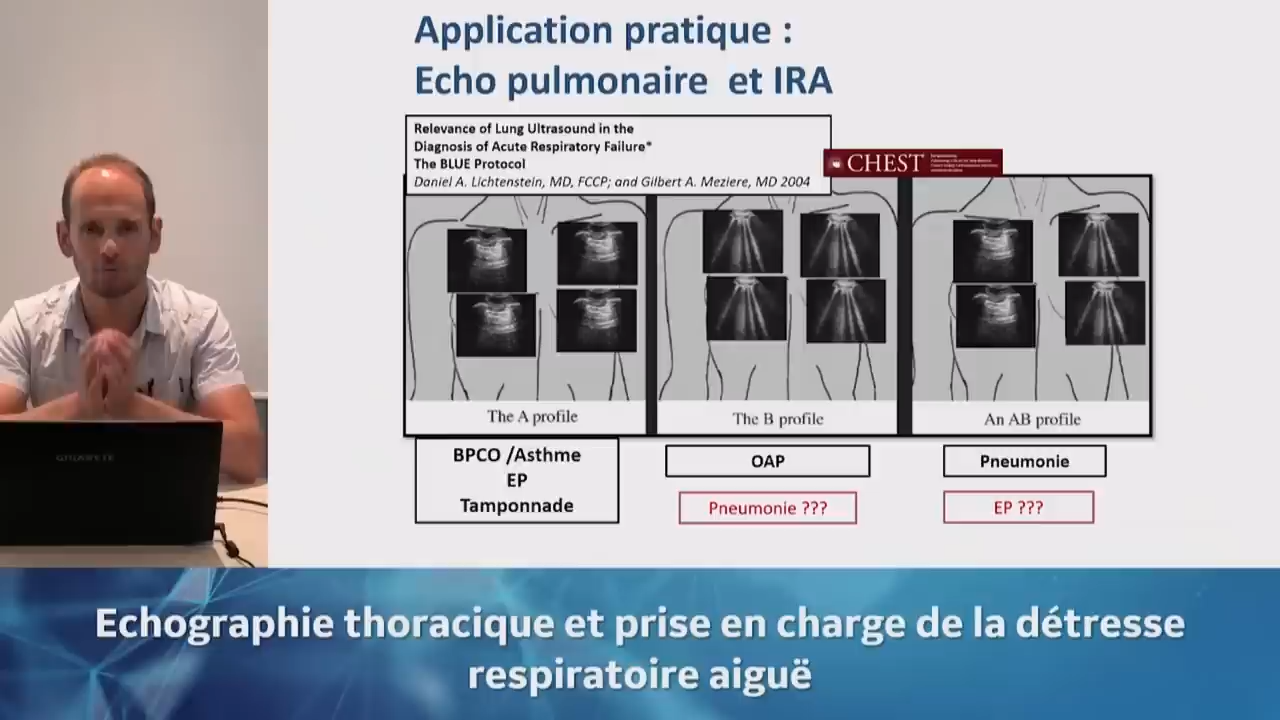 Application pratique :
Echo pulmonaire et IRA
Relevance of Lung Ultrasound in the
Diagnosis of Acute Respiratory Failure*
The BLUE Protocol
Daniel A. Lichtenstein, MD, FCCP; and Gilbert A. Meziere, MD 2004
CHEST
The A profile
The B profile
An AB profile
BPCO /Asthme
EP
Tamponnade
OAP
Pneumonie
Pneumonie ???
EP ???
GIGABYTE
Echographie thoracique et prise en charge de la détresse
respiratoire aiguë